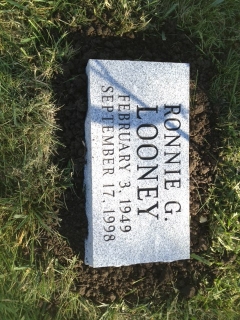 RONNIE G.
LOONEY
FEBRUARY 3, 1949
SEPTEMBER 17, 1998